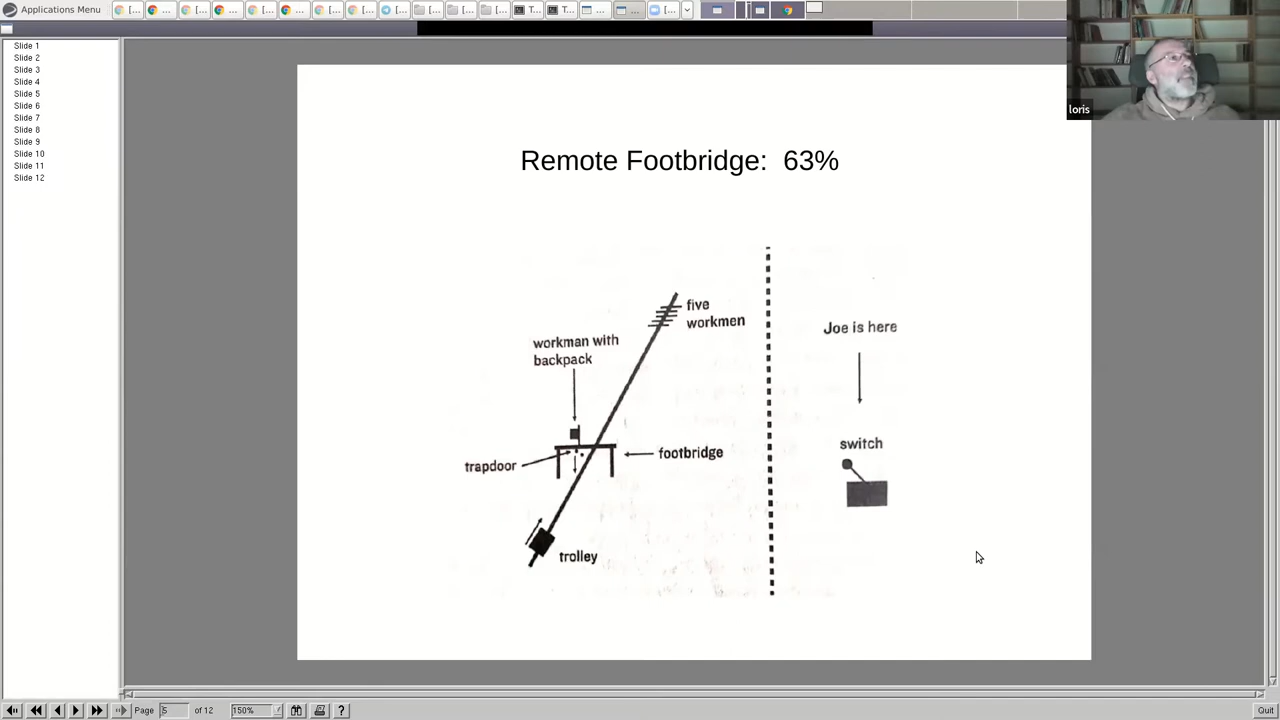 Applications Menu
[...
[...
[...
[...
[...
[...
[...
[...
[...
[...
[...
[...
[...
T...
T...
...
...
[...
loris
Slide 1
Slide 2
Slide 3
Slide 4
Slide 5
Slide 6
Slide 7
Slide 8
Slide 9
Slide 10
Slide 11
Slide 12
Remote Footbridge: 63%
five
workmen
workman with
backpack
Joe is here
switch
trapdoor
footbridge
trolley
Page 5 of 12 150% ? Quit